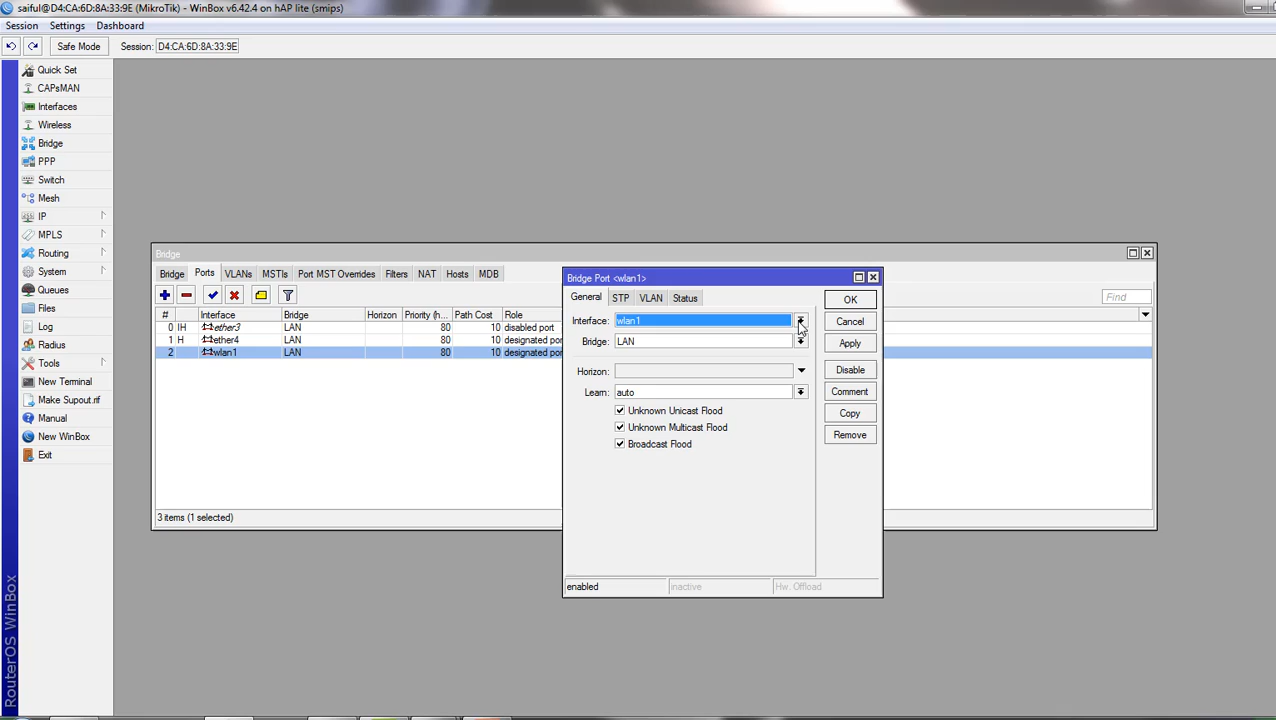 saiful@D4:CA:6D:8A:33:9E (MikroTik) - WinBox v6.42.4 on hAP lite (smips)
Session Settings Dashboard
Safe Mode Session: D4:CA:6D:8A:33:9E
Quick Set
CAPsMAN
Interfaces
Wireless
Bridge
PPP
Switch
Mesh
IP
MPLS
Routing
System
Queues
Files
Log
Radius
Tools
New Terminal
Make Supout.rif
Manual
New WinBox
Exit
RouterOS WinBox
Bridge
Bridge Ports VLANs MSTIs Port MST Overrides Filters NAT Hosts MDB
Find
# Interface Bridge Horizon Priority (h... Path Cost Role
0 IH ether3 LAN 80 10 disabled port
1 H ether4 LAN 80 10 designated port
2 wlan1 LAN 80 10 designated port
3 items (1 selected)
Bridge Port <wlan1>
General STP VLAN Status
Interface: wlan1
Bridge: LAN
Horizon:
Learn: auto
Unknown Unicast Flood
Unknown Multicast Flood
Broadcast Flood
OK
Cancel
Apply
Disable
Comment
Copy
Remove
enabled inactive Hw. Offload